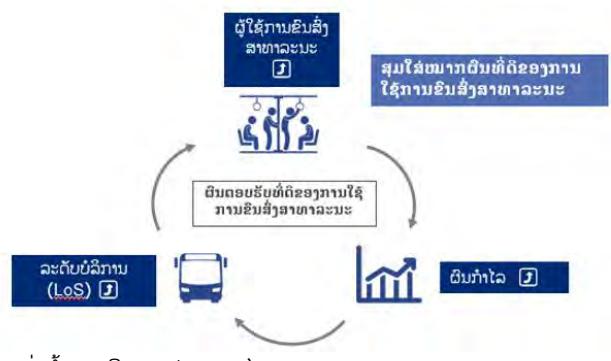 ຜູ້ໃຊ້ການຂົນສົ່ງ
ສາທາລະນະ
ສຸມໃສ່ໝາກຜົນທີ່ດີຂອງການ
ໃຊ້ການຂົນສົ່ງສາທາລະນະ
ຜົນຕອບຮັບທີ່ດີຂອງການໃຊ້
ການຂົນສົ່ງສາທາລະນະ
ລະດັບບໍລິການ
(LoS)
ຜົນກຳໄລ